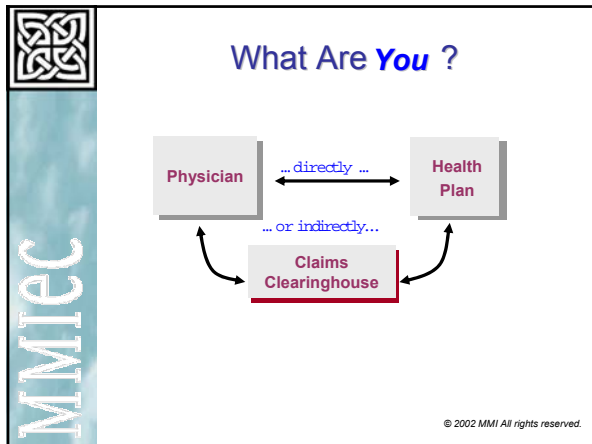 What Are You ?
Physician
... directly ...
Health
Plan
... or indirectly...
Claims
Clearinghouse
MMIec
© 2002 MMI All rights reserved.